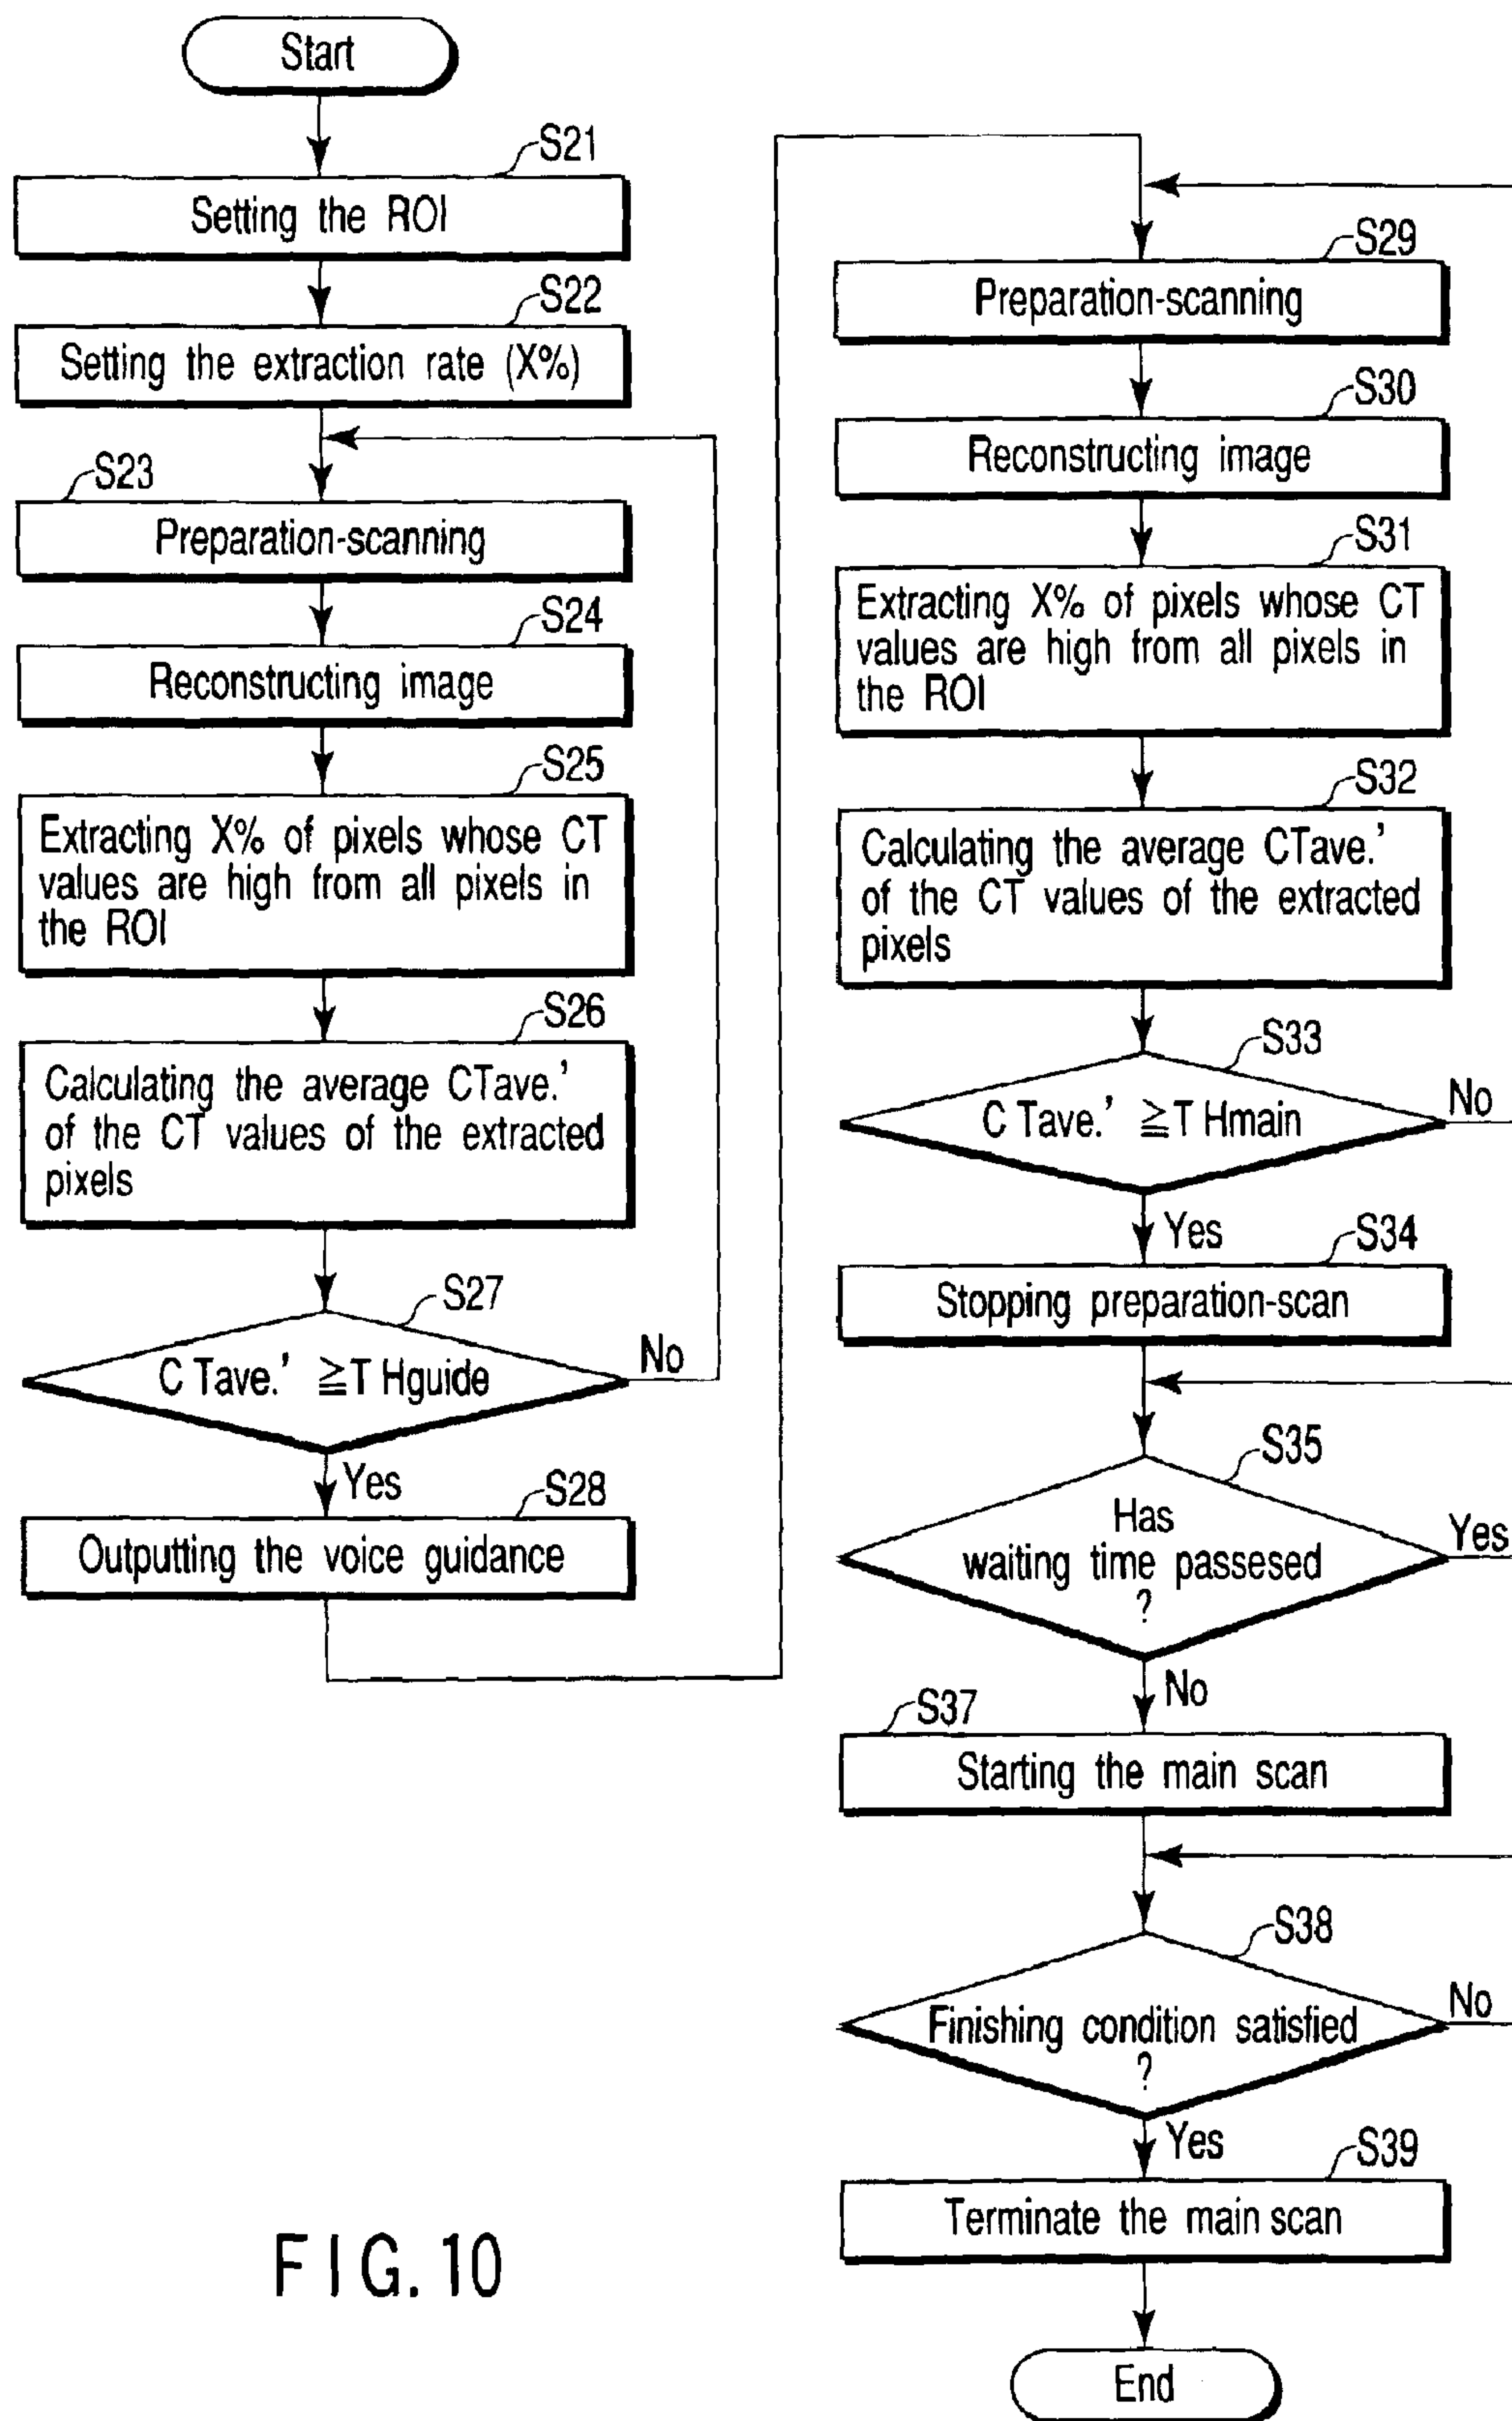 Start
S21
Setting the ROI
S22
Setting the extraction rate (X%)
S23
Preparation-scanning
S24
Reconstructing image
S25
Extracting X% of pixels whose CT
values are high from all pixels in
the ROI
S26
Calculating the average CTave.'
of the CT values of the extracted
pixels
S27
C Tave.' ≧T Hguide
No
Yes
S28
Outputting the voice guidance
S29
Preparation-scanning
S30
Reconstructing image
S31
Extracting X% of pixels whose CT
values are high from all pixels in
the ROI
S32
Calculating the average CTave.'
of the CT values of the extracted
pixels
S33
C Tave.' ≧T Hmain
No
Yes
S34
Stopping preparation-scan
S35
Has
waiting time passesed
?
Yes
No
S37
Starting the main scan
S38
Finishing condition satisfied
?
No
Yes
S39
Terminate the main scan
End
FIG. 10